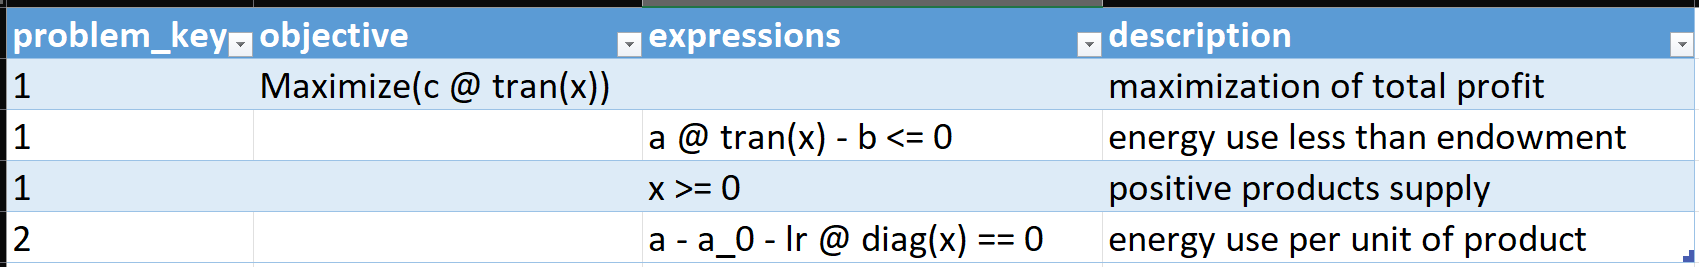 problem_key objective expressions description
1 Maximize(c @ tran(x)) maximization of total profit
1 a @ tran(x) - b <= 0 energy use less than endowment
1 x >= 0 positive products supply
2 a - a_0 - lr @ diag(x) == 0 energy use per unit of product